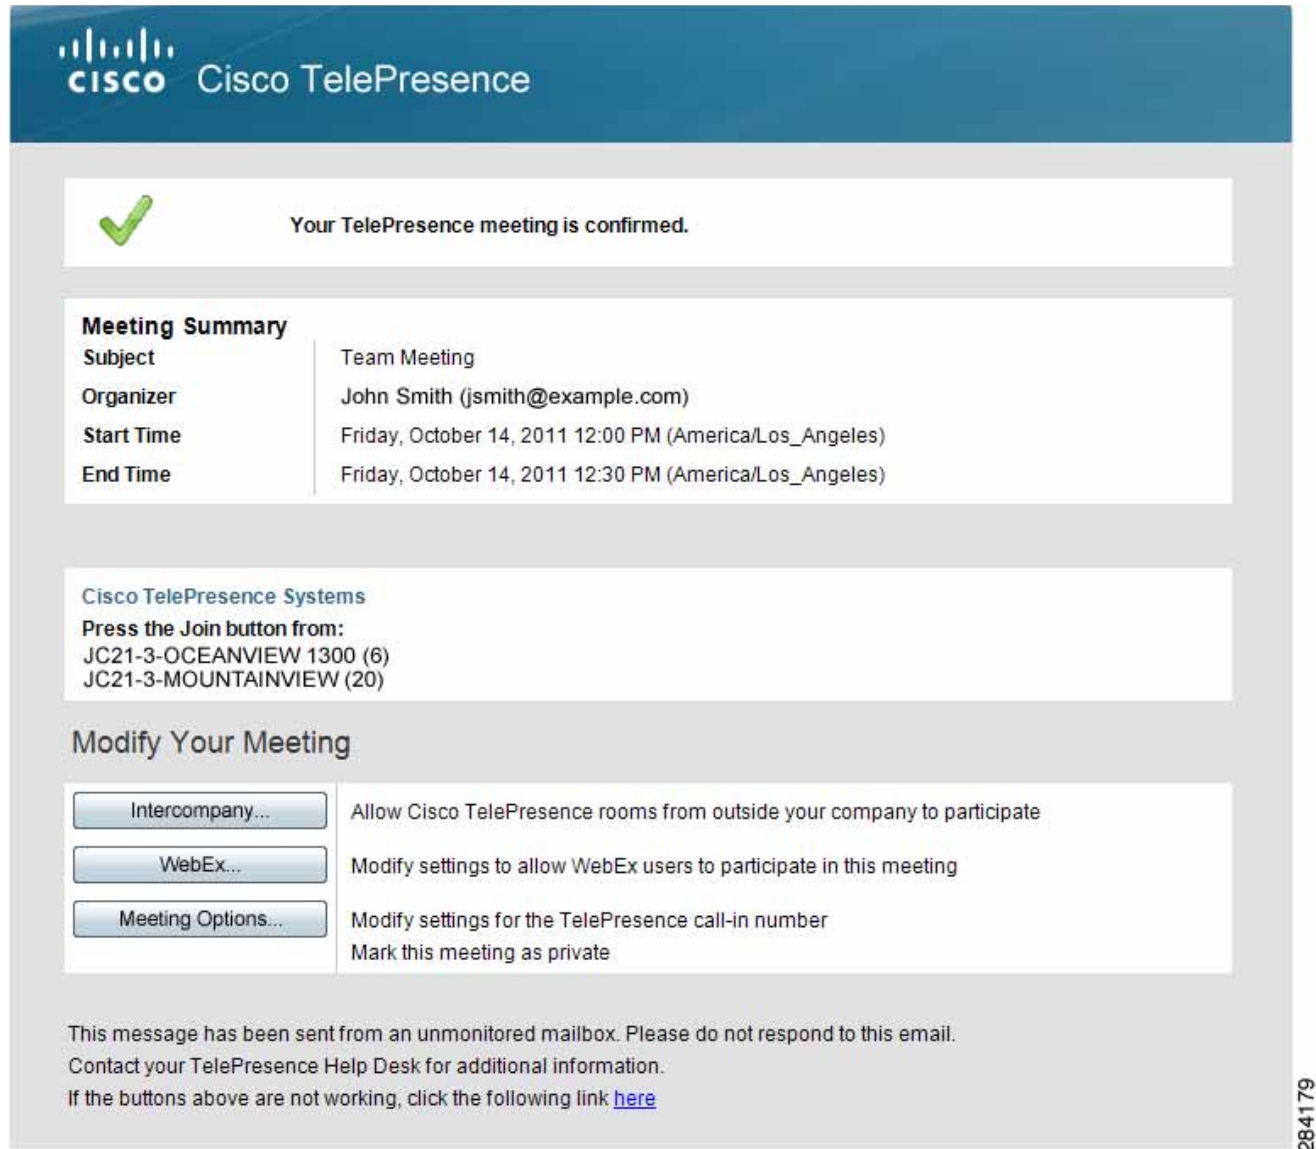 CISCO Cisco TelePresence
Your TelePresence meeting is confirmed.
Meeting Summary
Subject Team Meeting
Organizer John Smith (jsmith@example.com)
Start Time Friday, October 14, 2011 12:00 PM (America/Los_Angeles)
End Time Friday, October 14, 2011 12:30 PM (America/Los_Angeles)
Cisco TelePresence Systems
Press the Join button from:
JC21-3-OCEANVIEW 1300 (6)
JC21-3-MOUNTAINVIEW (20)
Modify Your Meeting
Intercompany... Allow Cisco TelePresence rooms from outside your company to participate
WebEx... Modify settings to allow WebEx users to participate in this meeting
Meeting Options... Modify settings for the TelePresence call-in number
Mark this meeting as private
This message has been sent from an unmonitored mailbox. Please do not respond to this email.
Contact your TelePresence Help Desk for additional information.
If the buttons above are not working, click the following link here
284179